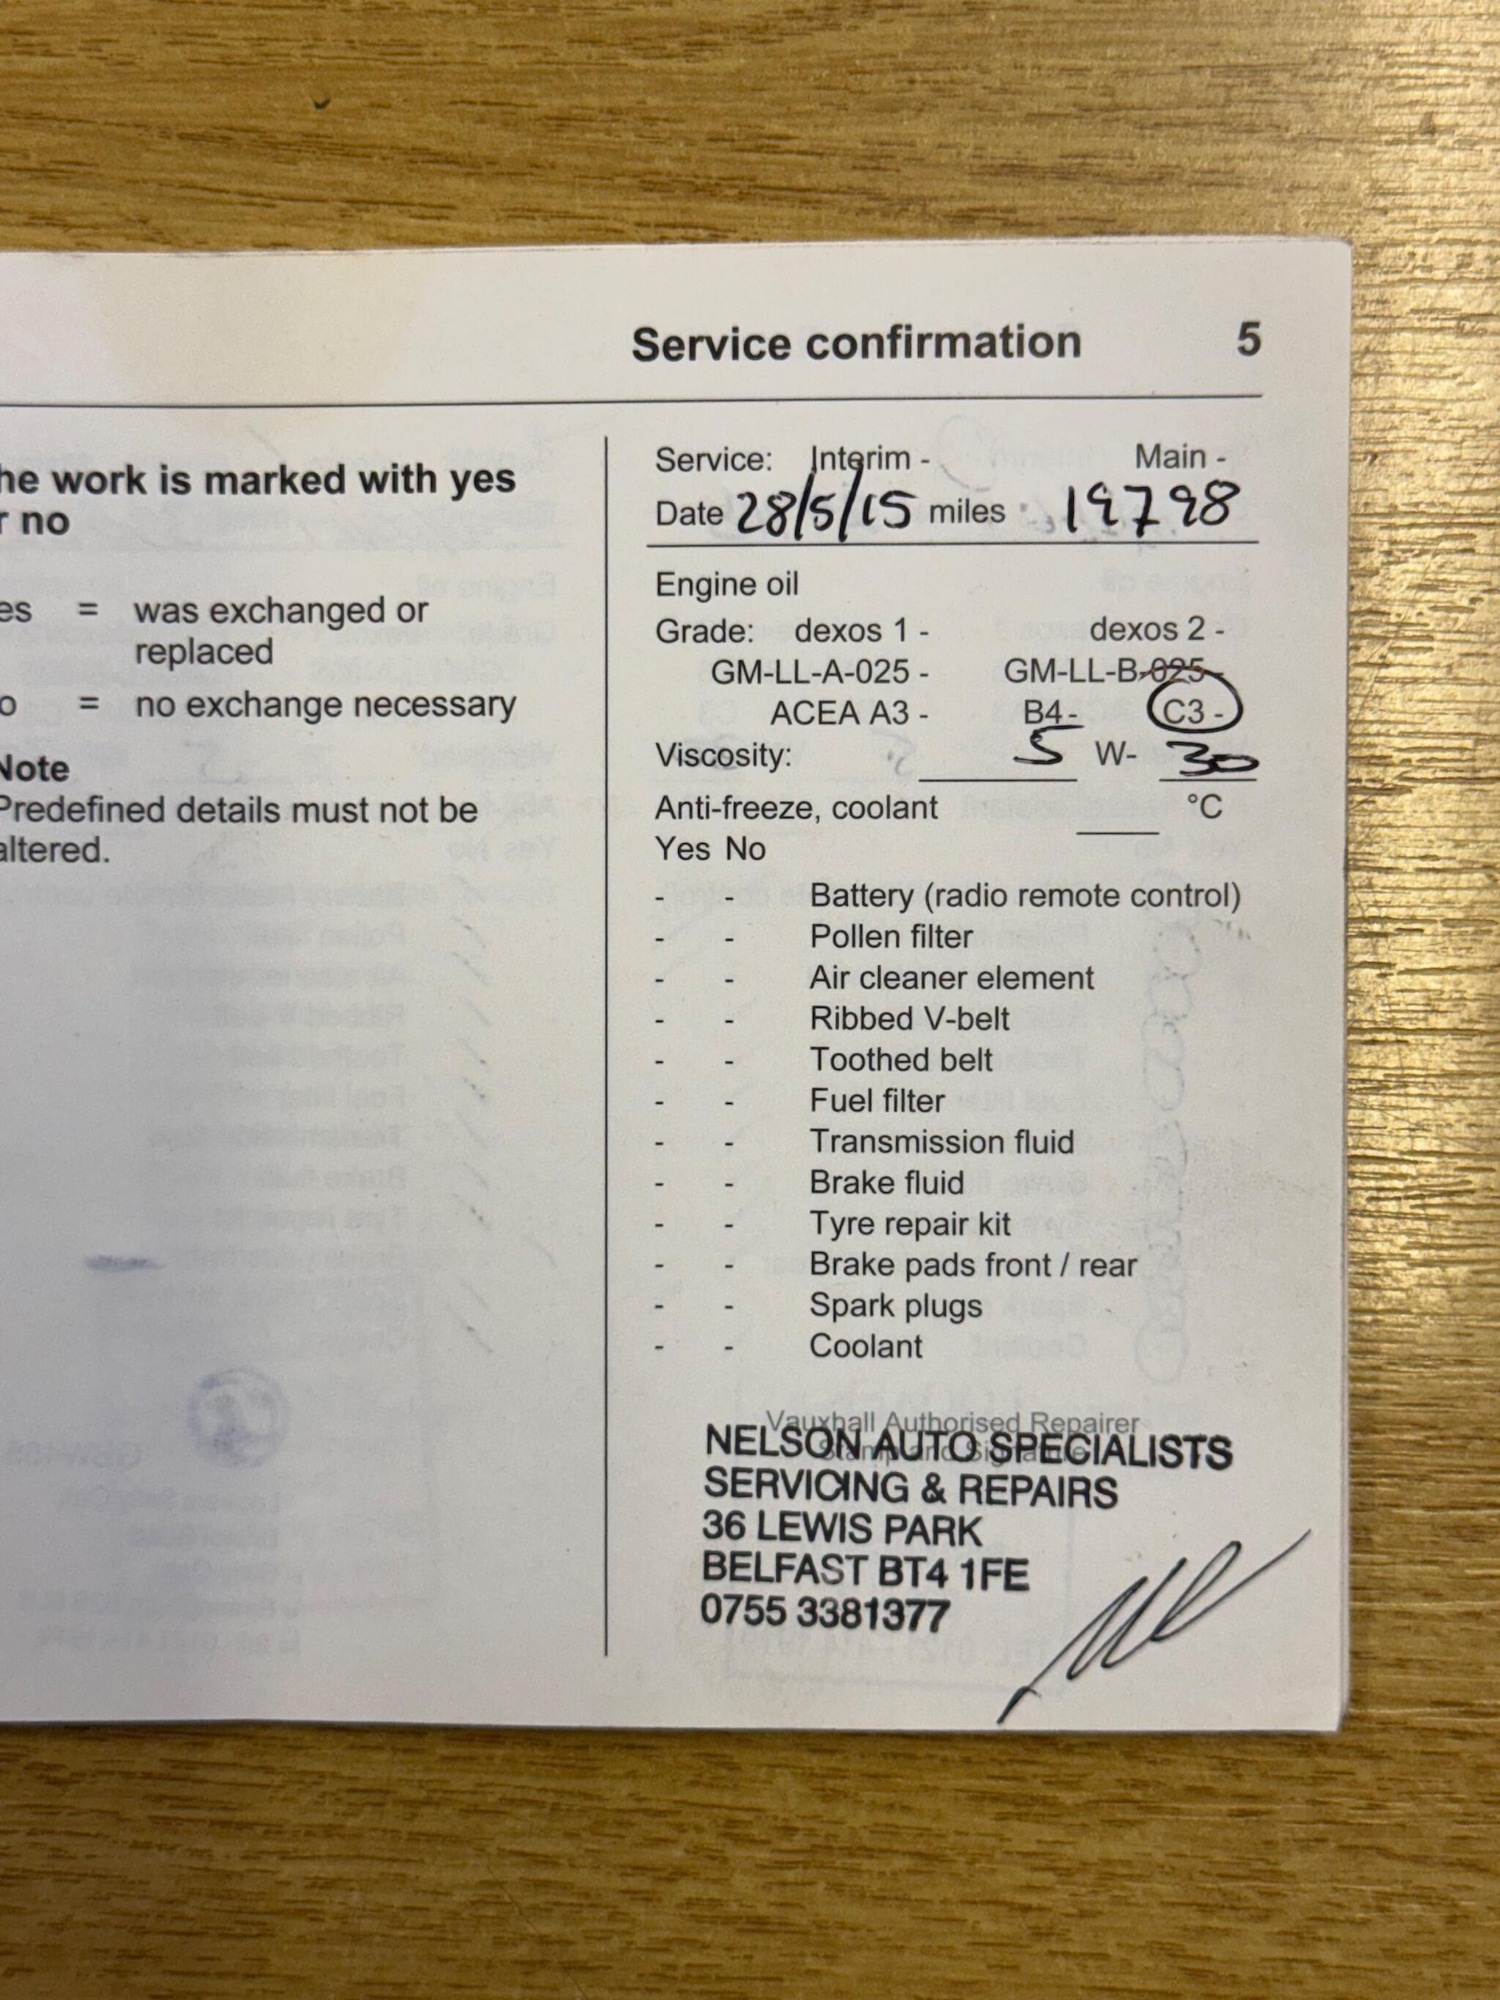 Service confirmation 5
he work is marked with yes
r no
es = was exchanged or
replaced
o = no exchange necessary
Note
Predefined details must not be
altered.
Service: Interim - Main -
Date 28/5/15 miles 19798
Engine oil
Grade: dexos 1 - dexos 2 -
GM-LL-A-025 - GM-LL-B-025 -
ACEA A3 - B4 - C3 -
Viscosity: 5 W- 30
Anti-freeze, coolant °C
Yes No
- - Battery (radio remote control)
- - Pollen filter
- - Air cleaner element
- - Ribbed V-belt
- - Toothed belt
- - Fuel filter
- - Transmission fluid
- - Brake fluid
- - Tyre repair kit
- - Brake pads front / rear
- - Spark plugs
- - Coolant
Vauxhall Authorised Repairer
Stamp and Signature
NELSON AUTO SPECIALISTS
SERVICING & REPAIRS
36 LEWIS PARK
BELFAST BT4 1FE
0755 3381377